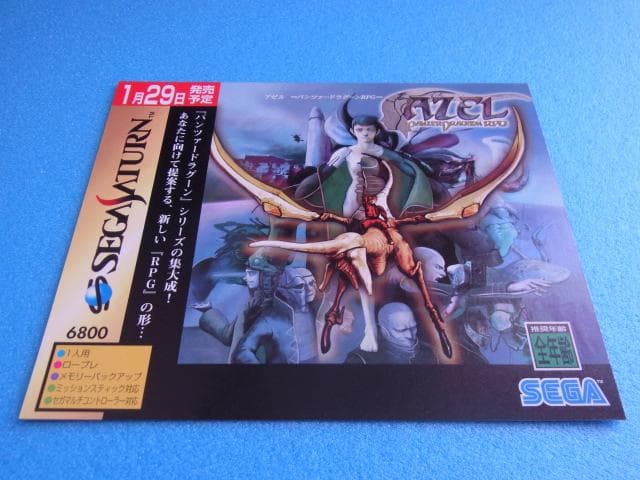 1月29日 発売予定
SEGA SATURN™
「パンツァードラグーン」シリーズの集大成!
あなたに向けて提案する、新しい『RPG』の形…
アゼル －パンツァードラグーンRPG－
AZEL
PANZER DRAGOON RPG
6800
1人用
ロープレ
メモリーバックアップ
ミッションスティック対応
セガマルチコントローラー対応
推奨年齢
全年齢
SEGA™